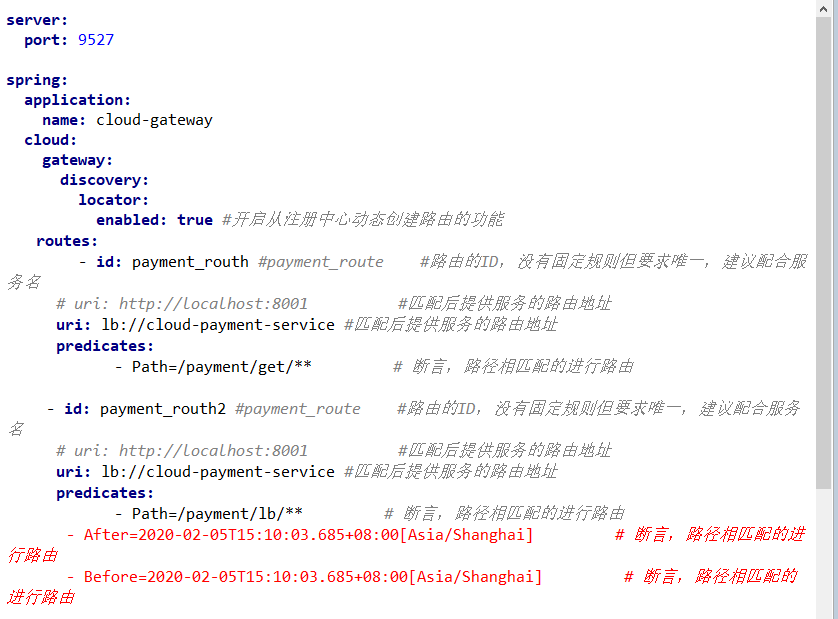 server:
port: 9527
spring:
application:
name: cloud-gateway
cloud:
gateway:
discovery:
locator:
enabled: true #开启从注册中心动态创建路由的功能
routes:
- id: payment_routh #payment_route #路由的ID，没有固定规则但要求唯一，建议配合服
务名
# uri: http://localhost:8001 #匹配后提供服务的路由地址
uri: lb://cloud-payment-service #匹配后提供服务的路由地址
predicates:
- Path=/payment/get/** # 断言，路径相匹配的进行路由
- id: payment_routh2 #payment_route #路由的ID，没有固定规则但要求唯一，建议配合服务
名
# uri: http://localhost:8001 #匹配后提供服务的路由地址
uri: lb://cloud-payment-service #匹配后提供服务的路由地址
predicates:
- Path=/payment/lb/** # 断言，路径相匹配的进行路由
- After=2020-02-05T15:10:03.685+08:00[Asia/Shanghai] # 断言，路径相匹配的进
行路由
- Before=2020-02-05T15:10:03.685+08:00[Asia/Shanghai] # 断言，路径相匹配的
进行路由